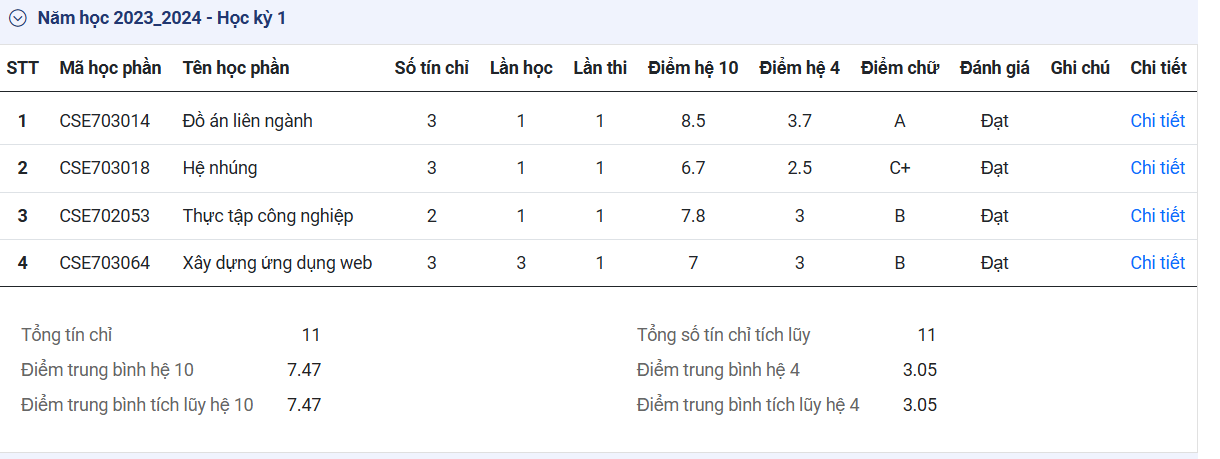 Năm học 2023_2024 - Học kỳ 1
STT Mã học phần Tên học phần Số tín chỉ Lần học Lần thi Điểm hệ 10 Điểm hệ 4 Điểm chữ Đánh giá Ghi chú Chi tiết
1 CSE703014 Đồ án liên ngành 3 1 1 8.5 3.7 A Đạt Chi tiết
2 CSE703018 Hệ nhúng 3 1 1 6.7 2.5 C+ Đạt Chi tiết
3 CSE702053 Thực tập công nghiệp 2 1 1 7.8 3 B Đạt Chi tiết
4 CSE703064 Xây dựng ứng dụng web 3 3 1 7 3 B Đạt Chi tiết
Tổng tín chỉ 11 Tổng số tín chỉ tích lũy 11
Điểm trung bình hệ 10 7.47 Điểm trung bình hệ 4 3.05
Điểm trung bình tích lũy hệ 10 7.47 Điểm trung bình tích lũy hệ 4 3.05